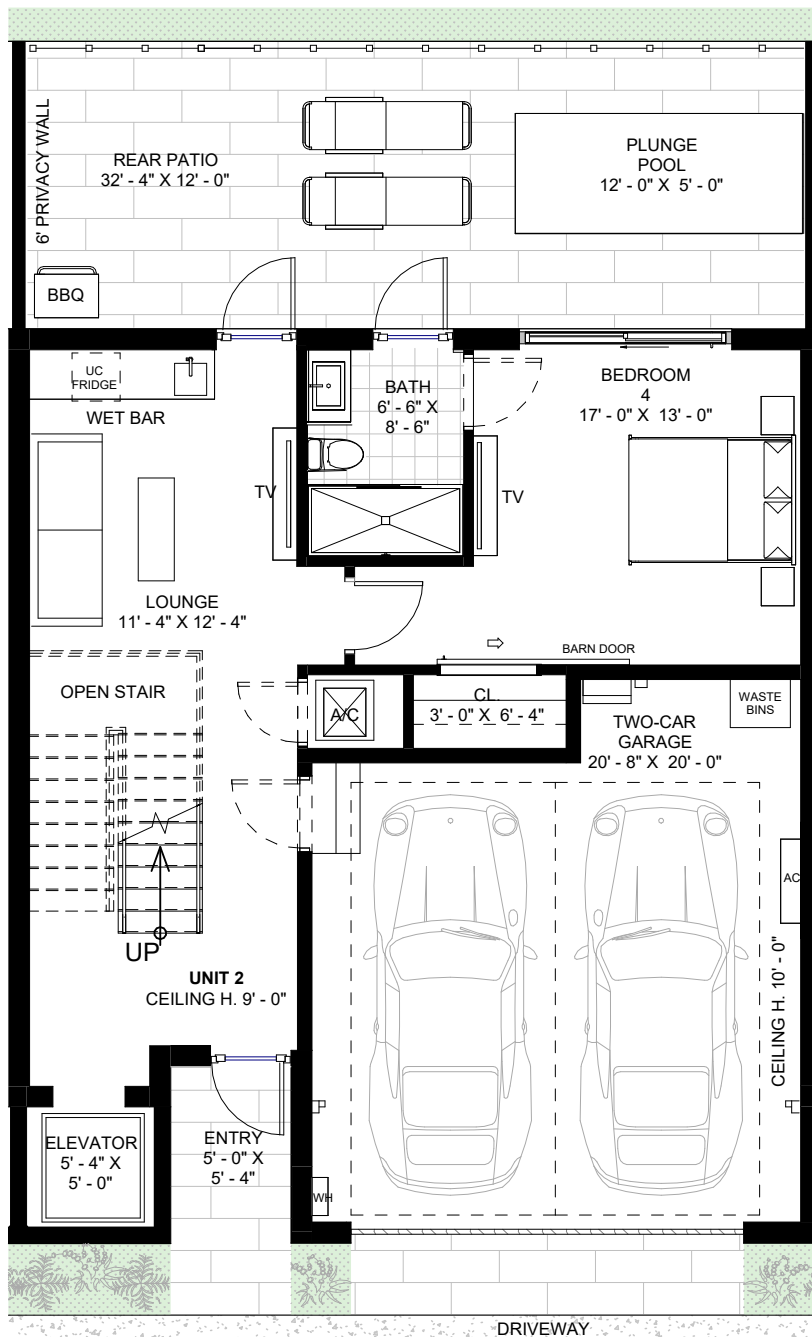 6' PRIVACY WALL
REAR PATIO
32' - 4" X 12' - 0"
PLUNGE
POOL
12' - 0" X 5' - 0"
BBQ
UC
FRIDGE
WET BAR
BATH
6' - 6" X
8' - 6"
BEDROOM
4
17' - 0" X 13' - 0"
TV
TV
LOUNGE
11' - 4" X 12' - 4"
BARN DOOR
OPEN STAIR
A/C
CL.
3' - 0" X 6' - 4"
TWO-CAR
GARAGE
20' - 8" X 20' - 0"
WASTE
BINS
AC
UP
UNIT 2
CEILING H. 9' - 0"
CEILING H. 10' - 0"
ELEVATOR
5' - 4" X
5' - 0"
ENTRY
5' - 0" X
5' - 4"
WH
DRIVEWAY